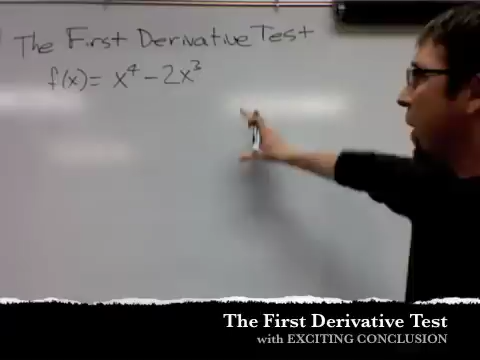 The First Derivative Test
f(x) = x⁴ - 2x³
The First Derivative Test
with EXCITING CONCLUSION